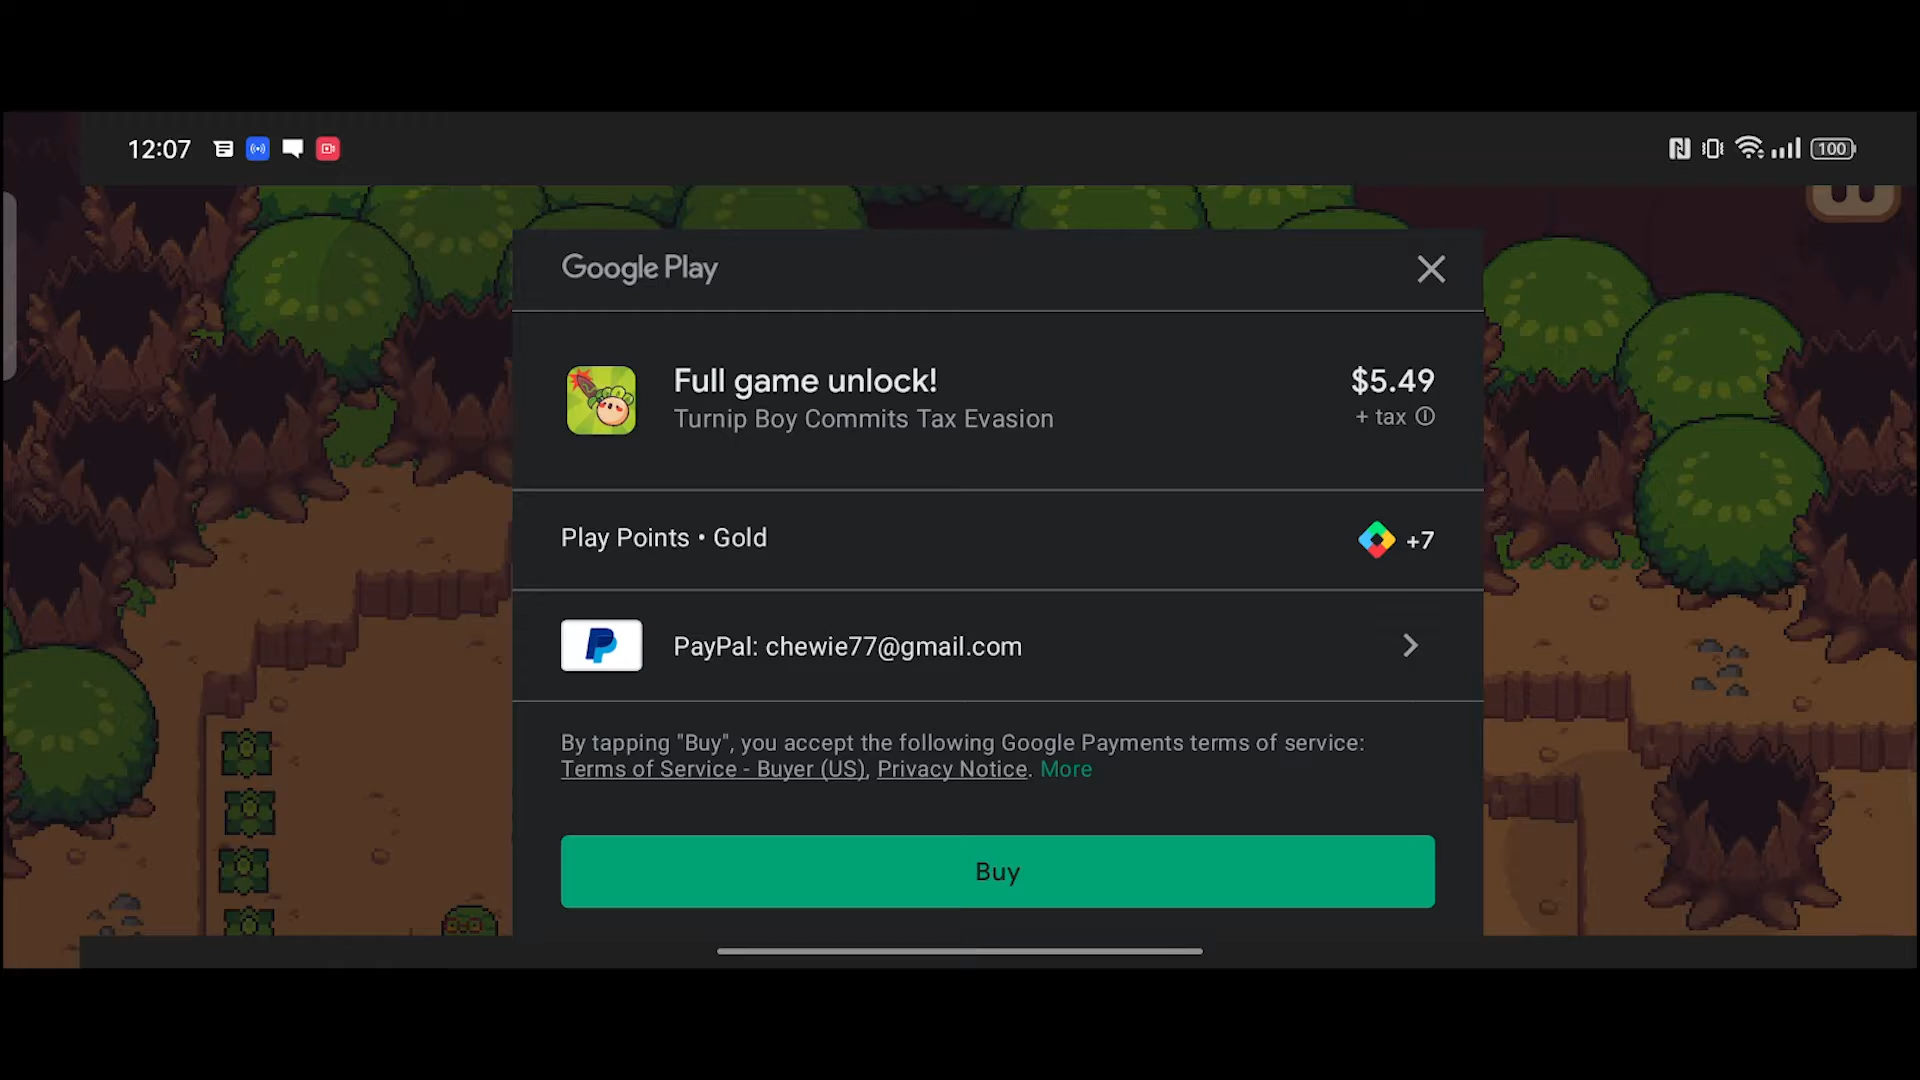 12:07
100
Google Play
Full game unlock!
$5.49
Turnip Boy Commits Tax Evasion
+ tax
Play Points • Gold
+7
PayPal: chewie77@gmail.com
By tapping "Buy", you accept the following Google Payments terms of service:
Terms of Service - Buyer (US), Privacy Notice. More
Buy